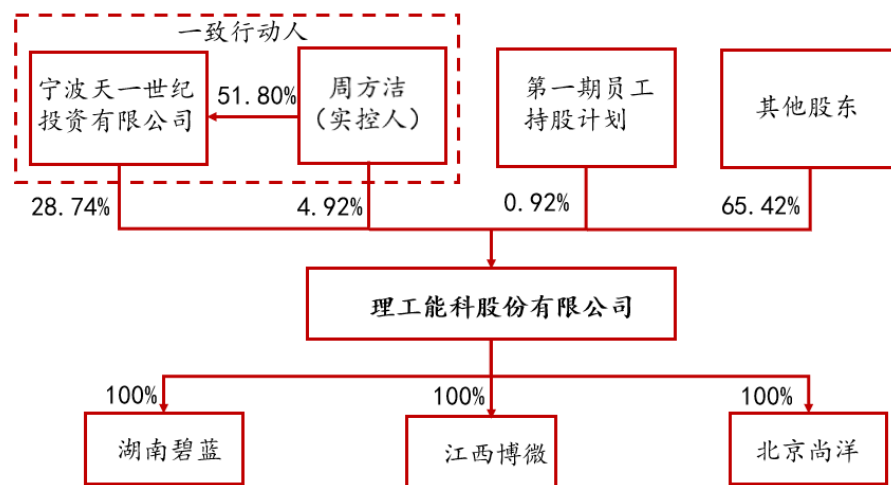 一致行动人
宁波天一世纪
投资有限公司
51.80%
周方洁
（实控人）
第一期员工
持股计划
其他股东
28.74%
4.92%
0.92%
65.42%
理工能科股份有限公司
100%
100%
100%
湖南碧蓝
江西博微
北京尚洋